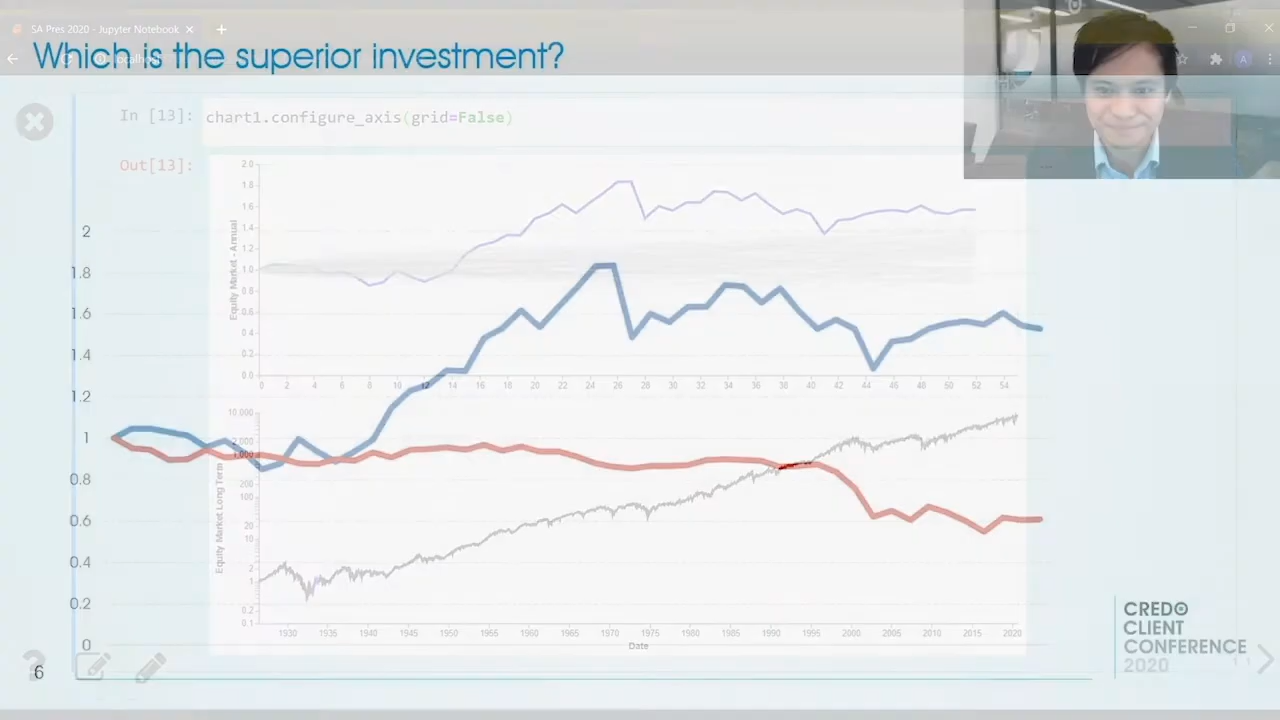 SA Pres 2020 - Jupyter Notebook
Which is the superior investment?
In [13]: chart1.configure_axis(grid=False)
Out[13]:
2
1.8
1.6
1.4
1.2
1
0.8
0.6
0.4
0.2
0
Equity Market - Annual
2.0
1.8
1.6
1.4
1.2
1.0
0.8
0.6
0.4
0.2
0.0
0 2 4 6 8 10 12 14 16 18 20 22 24 26 28 30 32 34 36 38 40 42 44 46 48 50 52 54
Equity Market Long Term
10,000
2,000
1,000
200
100
20
10
2
1
0.2
0.1
1930 1935 1940 1945 1950 1955 1960 1965 1970 1975 1980 1985 1990 1995 2000 2005 2010 2015 2020
Date
CREDO
CLIENT
CONFERENCE
2020
6